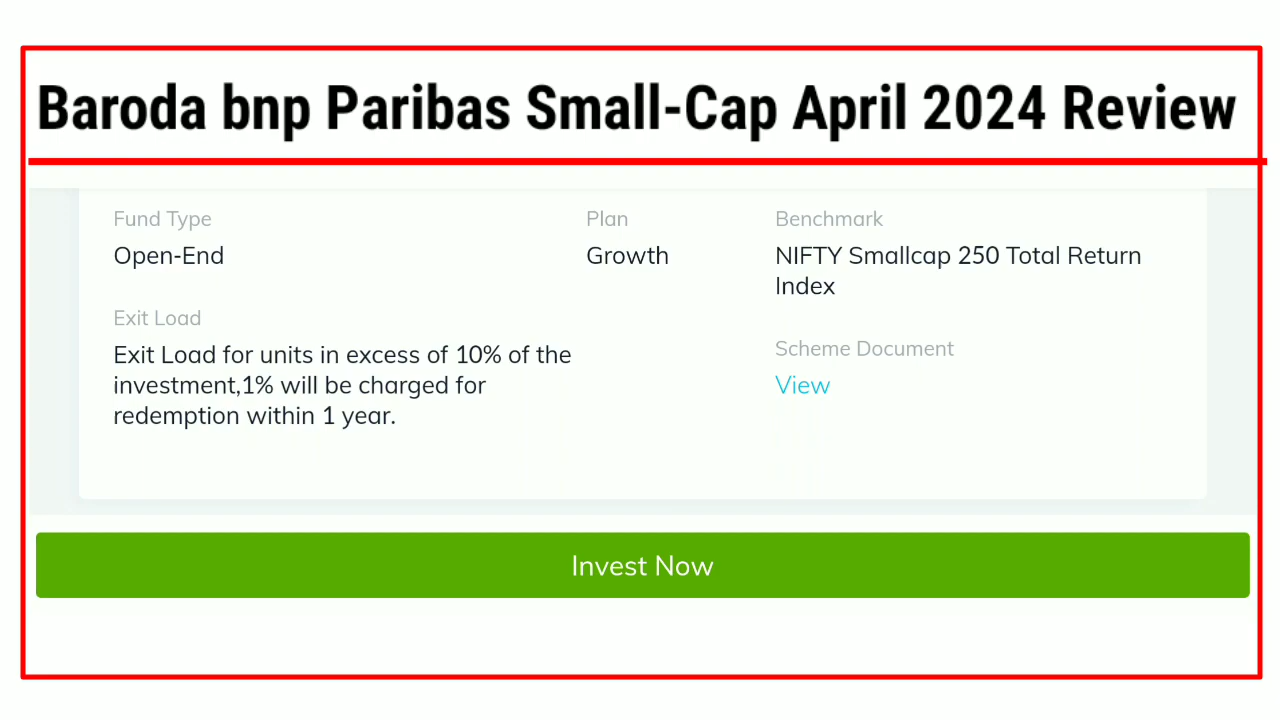 Baroda bnp Paribas Small-Cap April 2024 Review
Fund Type
Open-End
Plan
Growth
Benchmark
NIFTY Smallcap 250 Total Return
Index
Exit Load
Exit Load for units in excess of 10% of the
investment,1% will be charged for
redemption within 1 year.
Scheme Document
View
Invest Now